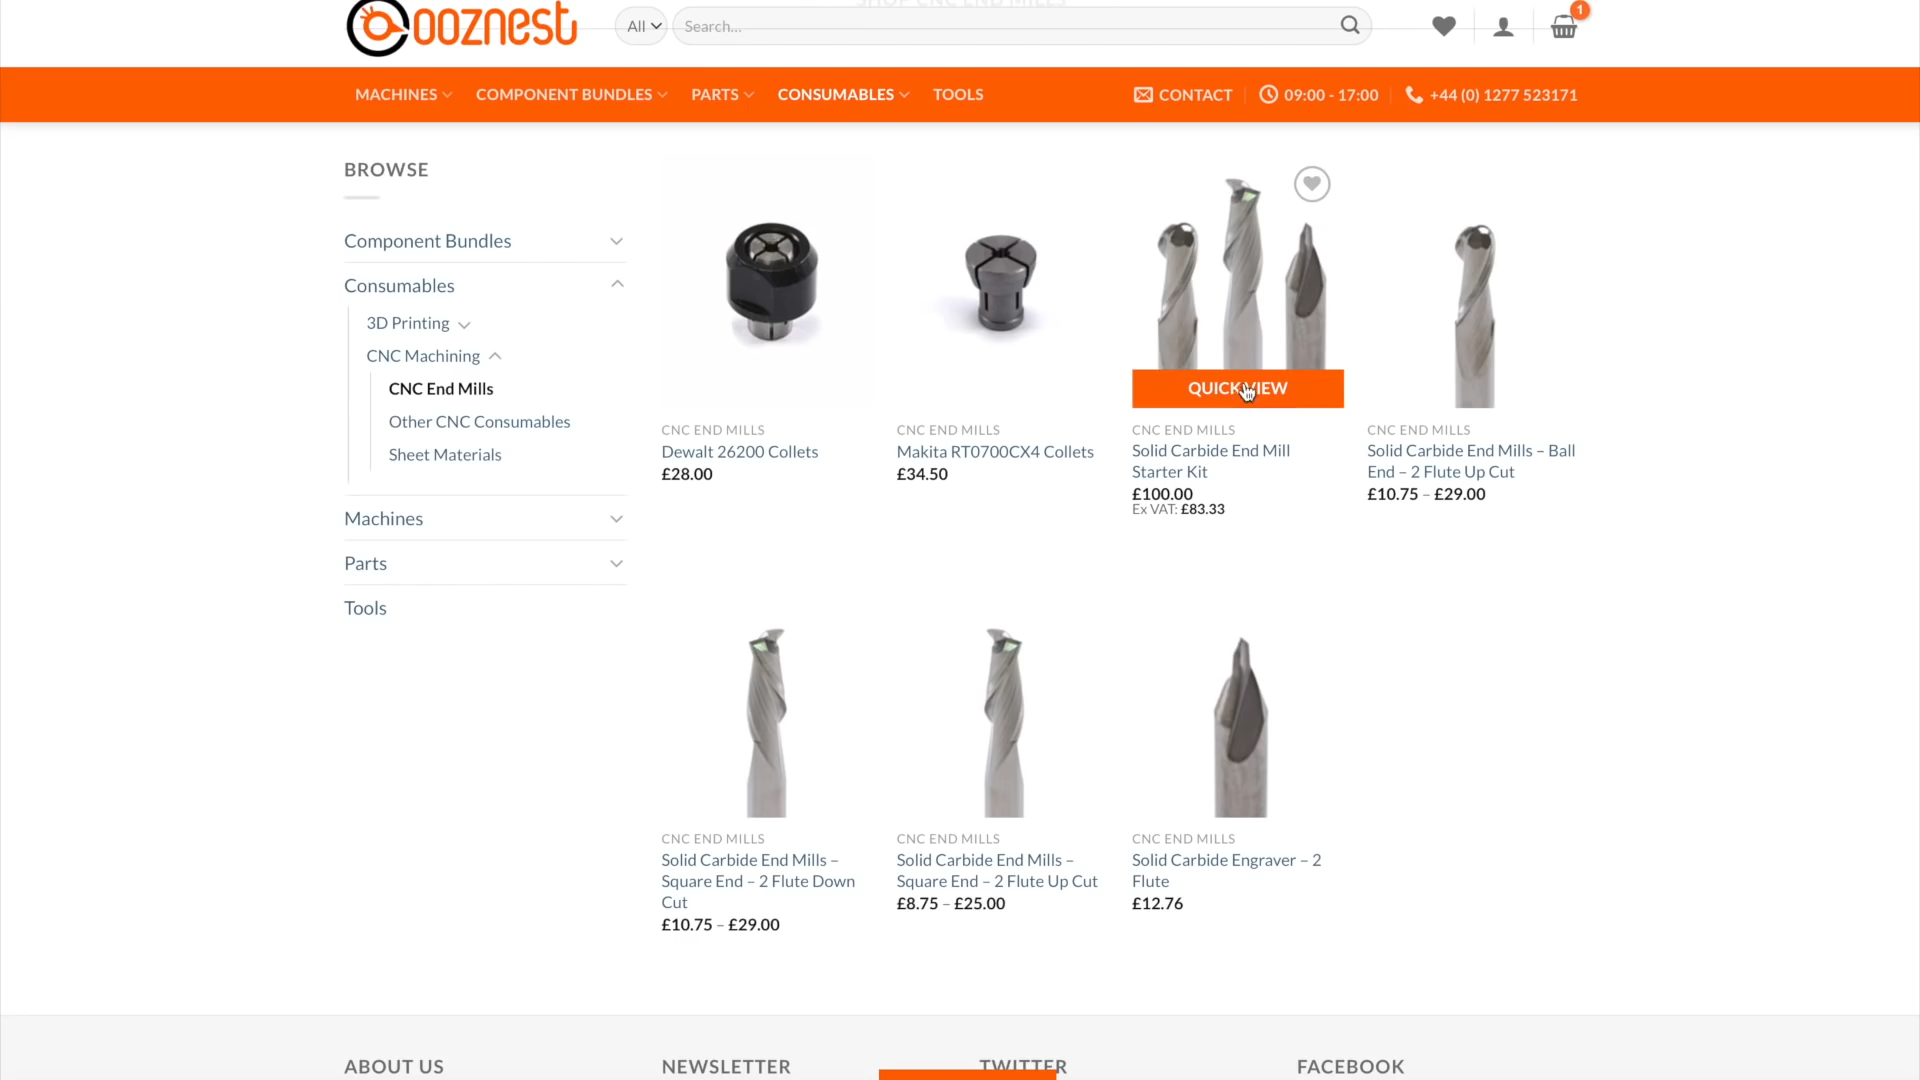 SHOP CNC END MILLS
ooznest
All
Search...
1
MACHINES
COMPONENT BUNDLES
PARTS
CONSUMABLES
TOOLS
CONTACT
09:00 - 17:00
+44 (0) 1277 523171
BROWSE
Component Bundles
Consumables
3D Printing
CNC Machining
CNC End Mills
Other CNC Consumables
Sheet Materials
Machines
Parts
Tools
CNC END MILLS
Dewalt 26200 Collets
£28.00
CNC END MILLS
Makita RT0700CX4 Collets
£34.50
QUICK VIEW
CNC END MILLS
Solid Carbide End Mill
Starter Kit
£100.00
Ex VAT: £83.33
CNC END MILLS
Solid Carbide End Mills – Ball
End – 2 Flute Up Cut
£10.75 – £29.00
CNC END MILLS
Solid Carbide End Mills –
Square End – 2 Flute Down
Cut
£10.75 – £29.00
CNC END MILLS
Solid Carbide End Mills –
Square End – 2 Flute Up Cut
£8.75 – £25.00
CNC END MILLS
Solid Carbide Engraver – 2
Flute
£12.76
ABOUT US
NEWSLETTER
TWITTER
FACEBOOK